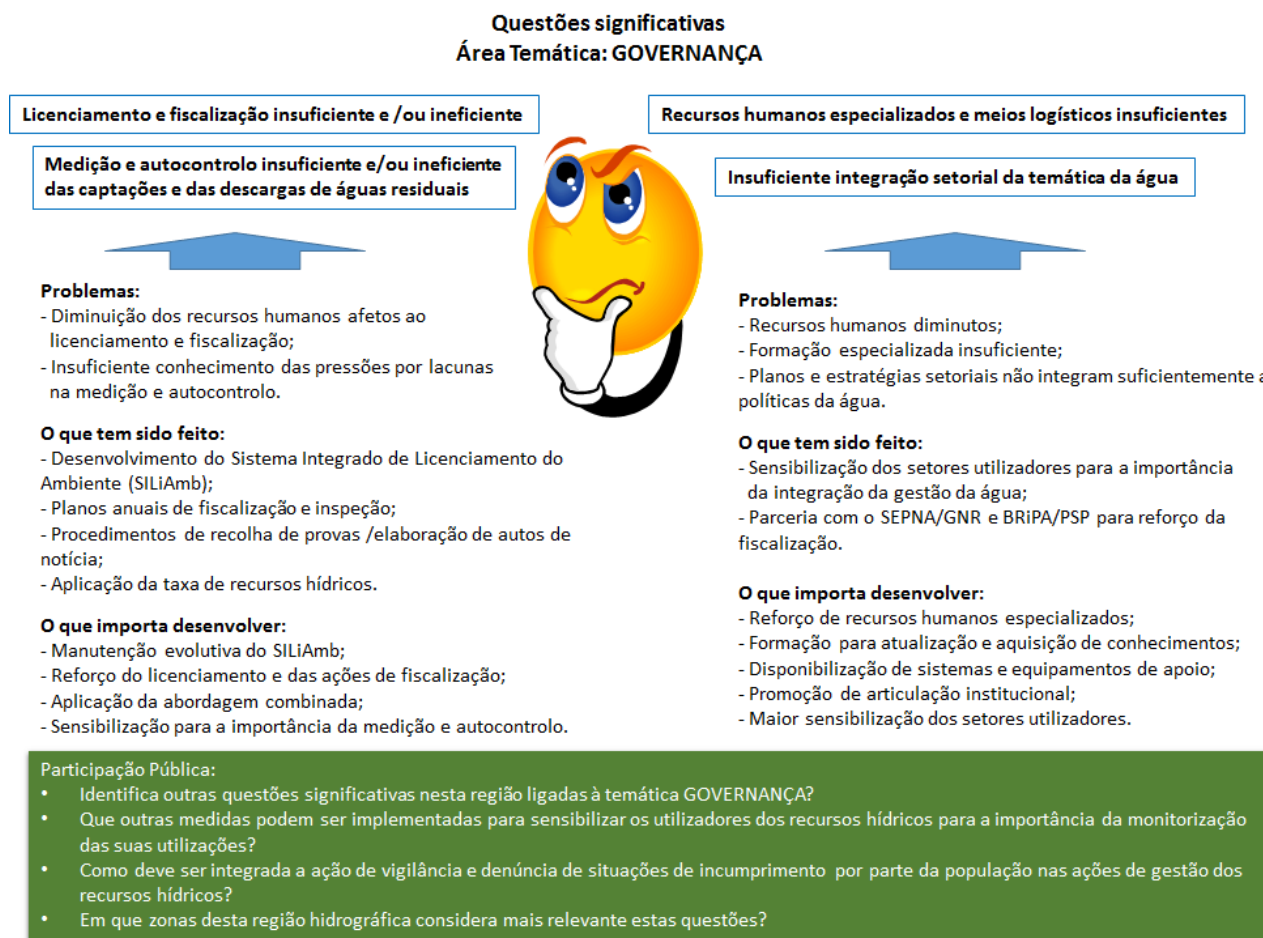 Questões significativas
Área Temática: GOVERNANÇA
Licenciamento e fiscalização insuficiente e /ou ineficiente
Medição e autocontrolo insuficiente e/ou ineficiente
das captações e das descargas de águas residuais
Problemas:
- Diminuição dos recursos humanos afetos ao
licenciamento e fiscalização;
- Insuficiente conhecimento das pressões por lacunas
na medição e autocontrolo.
O que tem sido feito:
- Desenvolvimento do Sistema Integrado de Licenciamento do
Ambiente (SILiAmb);
- Planos anuais de fiscalização e inspeção;
- Procedimentos de recolha de provas /elaboração de autos de
notícia;
- Aplicação da taxa de recursos hídricos.
O que importa desenvolver:
- Manutenção evolutiva do SILiAmb;
- Reforço do licenciamento e das ações de fiscalização;
- Aplicação da abordagem combinada;
- Sensibilização para a importância da medição e autocontrolo.
Recursos humanos especializados e meios logísticos insuficientes
Insuficiente integração setorial da temática da água
Problemas:
- Recursos humanos diminutos;
- Formação especializada insuficiente;
- Planos e estratégias setoriais não integram suficientemente
políticas da água.
O que tem sido feito:
- Sensibilização dos setores utilizadores para a importância
da integração da gestão da água;
- Parceria com o SEPNA/GNR e BRiPA/PSP para reforço da
fiscalização.
O que importa desenvolver:
- Reforço de recursos humanos especializados;
- Formação para atualização e aquisição de conhecimentos;
- Disponibilização de sistemas e equipamentos de apoio;
- Promoção de articulação institucional;
- Maior sensibilização dos setores utilizadores.
Participação Pública:
• Identifica outras questões significativas nesta região ligadas à temática GOVERNANÇA?
• Que outras medidas podem ser implementadas para sensibilizar os utilizadores dos recursos hídricos para a importância da monitorização
das suas utilizações?
• Como deve ser integrada a ação de vigilância e denúncia de situações de incumprimento por parte da população nas ações de gestão dos
recursos hídricos?
• Em que zonas desta região hidrográfica considera mais relevante estas questões?